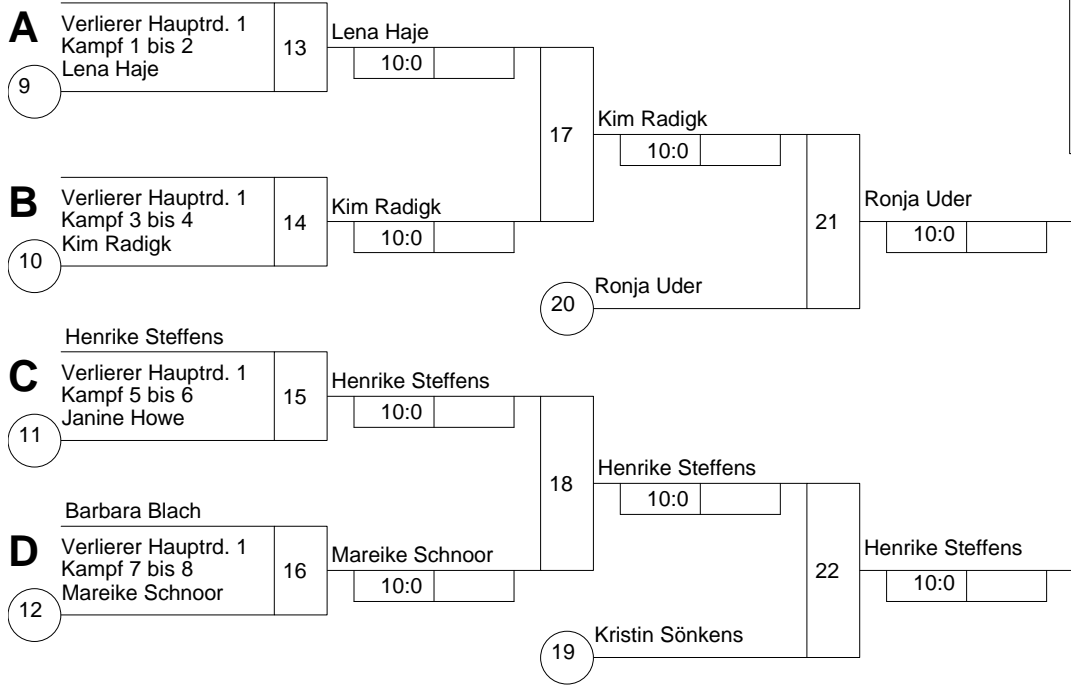 A
Verlierer Hauptrd. 1
Kampf 1 bis 2
Lena Haje
9
13
Lena Haje
10:0
17
Kim Radigk
10:0
B
Verlierer Hauptrd. 1
Kampf 3 bis 4
Kim Radigk
10
14
Kim Radigk
10:0
21
Ronja Uder
10:0
20
Ronja Uder
Henrike Steffens
C
Verlierer Hauptrd. 1
Kampf 5 bis 6
Janine Howe
11
15
Henrike Steffens
10:0
18
Henrike Steffens
10:0
Barbara Blach
D
Verlierer Hauptrd. 1
Kampf 7 bis 8
Mareike Schnoor
12
16
Mareike Schnoor
10:0
22
Henrike Steffens
10:0
19
Kristin Sönkens